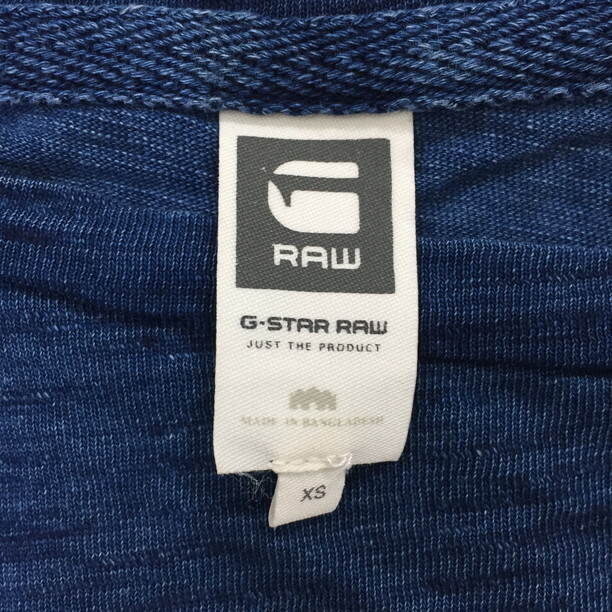 G
RAW
G-STAR RAW
JUST THE PRODUCT
MADE IN BANGLADESH
XS